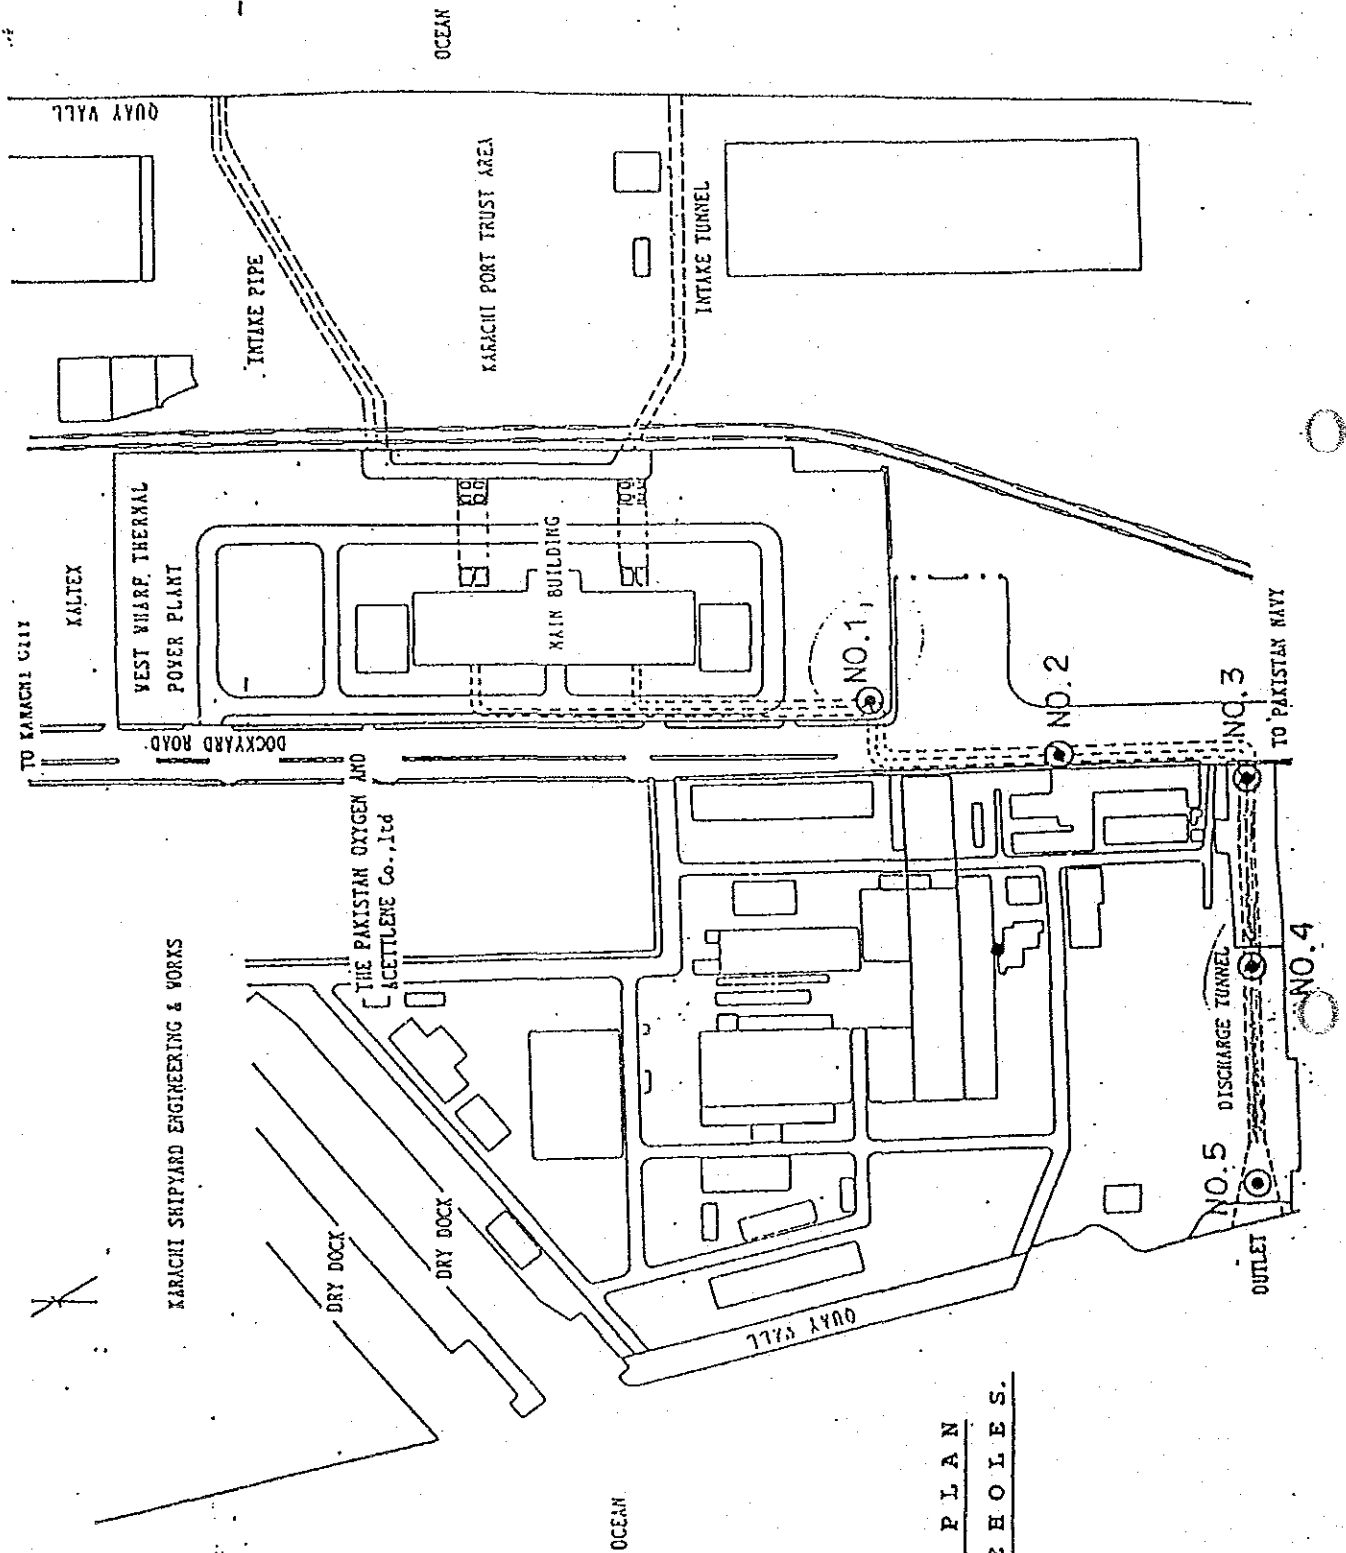 OCEAN
QUAY WALL
KARACHI PORT TRUST AREA
INTAKE TUNNEL
INTAKE PIPE
TO KARACHI CITY
KALTEX
WEST WHARF THERMAL
POWER PLANT
MAIN BUILDING
NO.1
NO.2
NO.3
TO PAKISTAN NAVY
DOCKYARD ROAD
THE PAKISTAN OXYGEN AND
ACETTLENE Co.,ltd
KARACHI SHIPYARD ENGINEERING & WORKS
DISCHARGE TUNNEL
NO.4
NO.5
OUTLET
DRY DOCK
DRY DOCK
QUAY WALL
OCEAN
PLAN
HOLES.